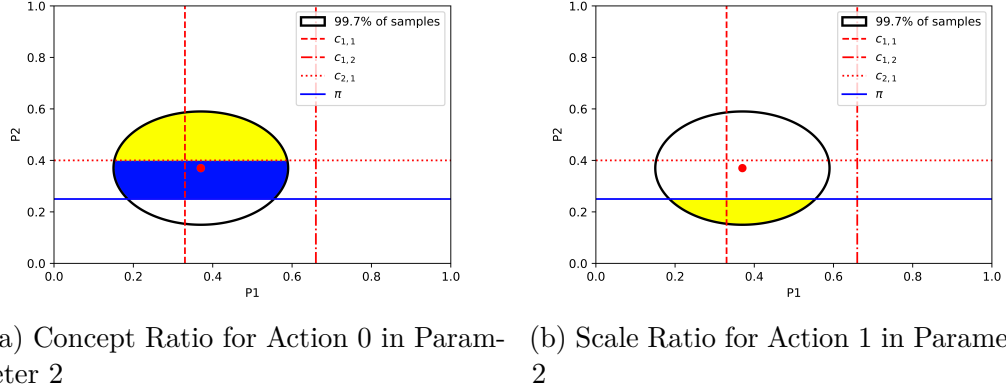 1.0
0.8
0.6
0.4
0.2
0.0
P2
0.0 0.2 0.4 0.6 0.8 1.0
P1
99.7% of samples
c1,1
c1,2
c2,1
π
1.0
0.8
0.6
0.4
0.2
0.0
P2
0.0 0.2 0.4 0.6 0.8 1.0
P1
99.7% of samples
c1,1
c1,2
c2,1
π
a) Concept Ratio for Action 0 in Param-
eter 2
(b) Scale Ratio for Action 1 in Parame
2